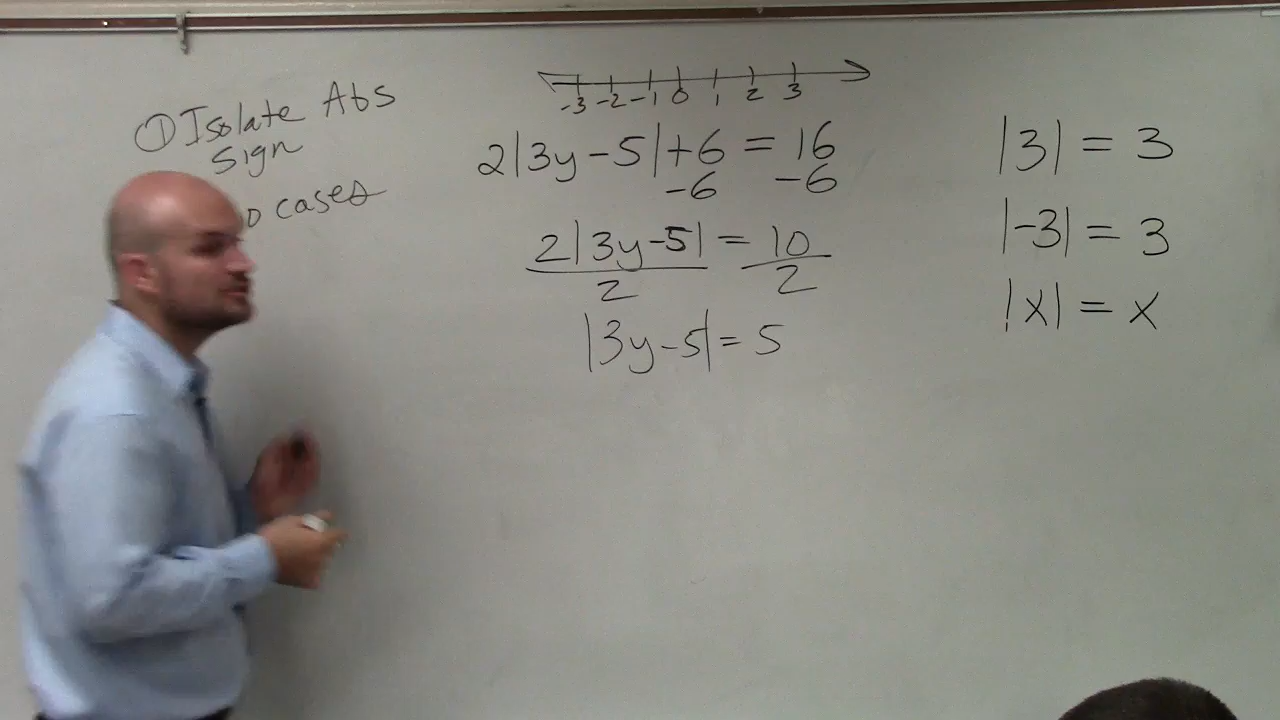 ① Isolate Abs
sign
cases
-3 -2 -1 0 1 2 3
2|3y-5|+6 = 16
-6 -6
2|3y-5| = 10
2 2
|3y-5| = 5
|3| = 3
|-3| = 3
|x| = x